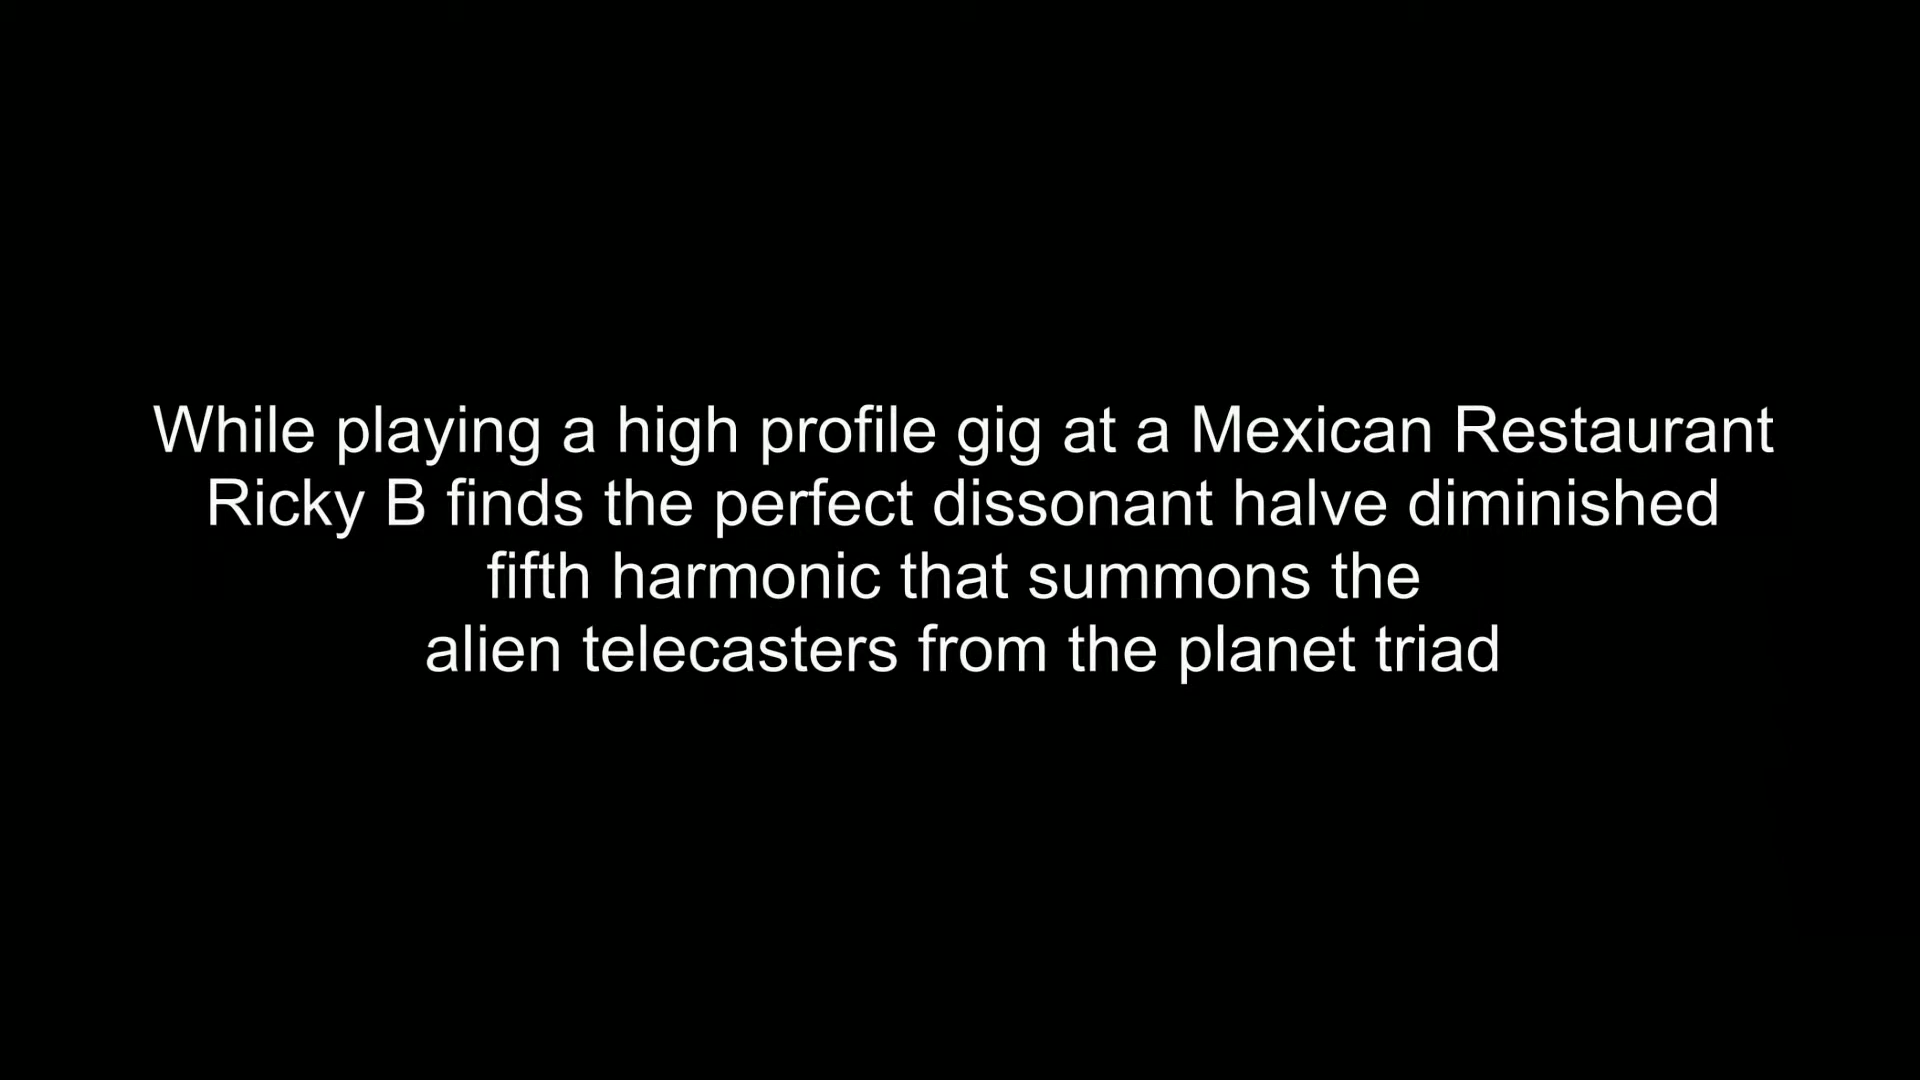 While playing a high profile gig at a Mexican Restaurant
Ricky B finds the perfect dissonant halve diminished
fifth harmonic that summons the
alien telecasters from the planet triad